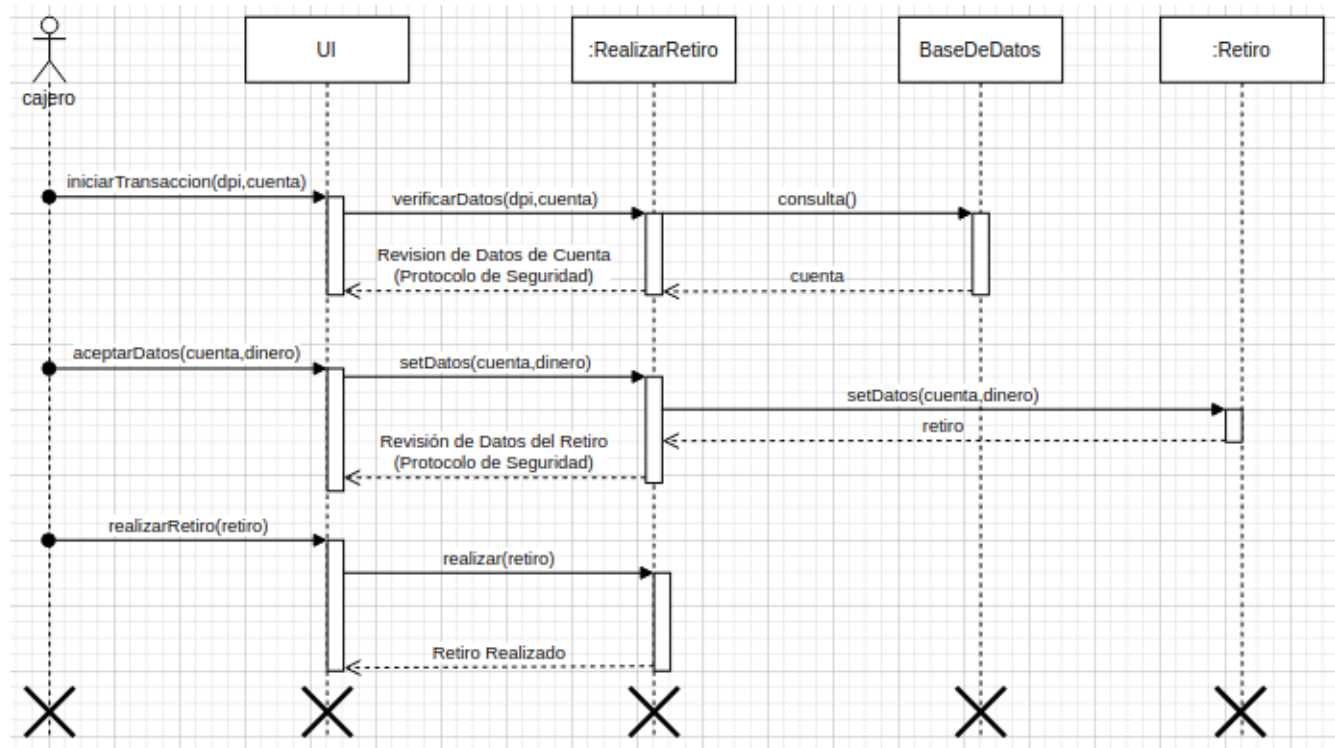 UI
:RealizarRetiro
BaseDeDatos
:Retiro
cajero
iniciarTransaccion(dpi,cuenta)
verificarDatos(dpi,cuenta)
consulta()
Revision de Datos de Cuenta
(Protocolo de Seguridad)
cuenta
aceptarDatos(cuenta,dinero)
setDatos(cuenta,dinero)
setDatos(cuenta,dinero)
retiro
Revisión de Datos del Retiro
(Protocolo de Seguridad)
realizarRetiro(retiro)
realizar(retiro)
Retiro Realizado